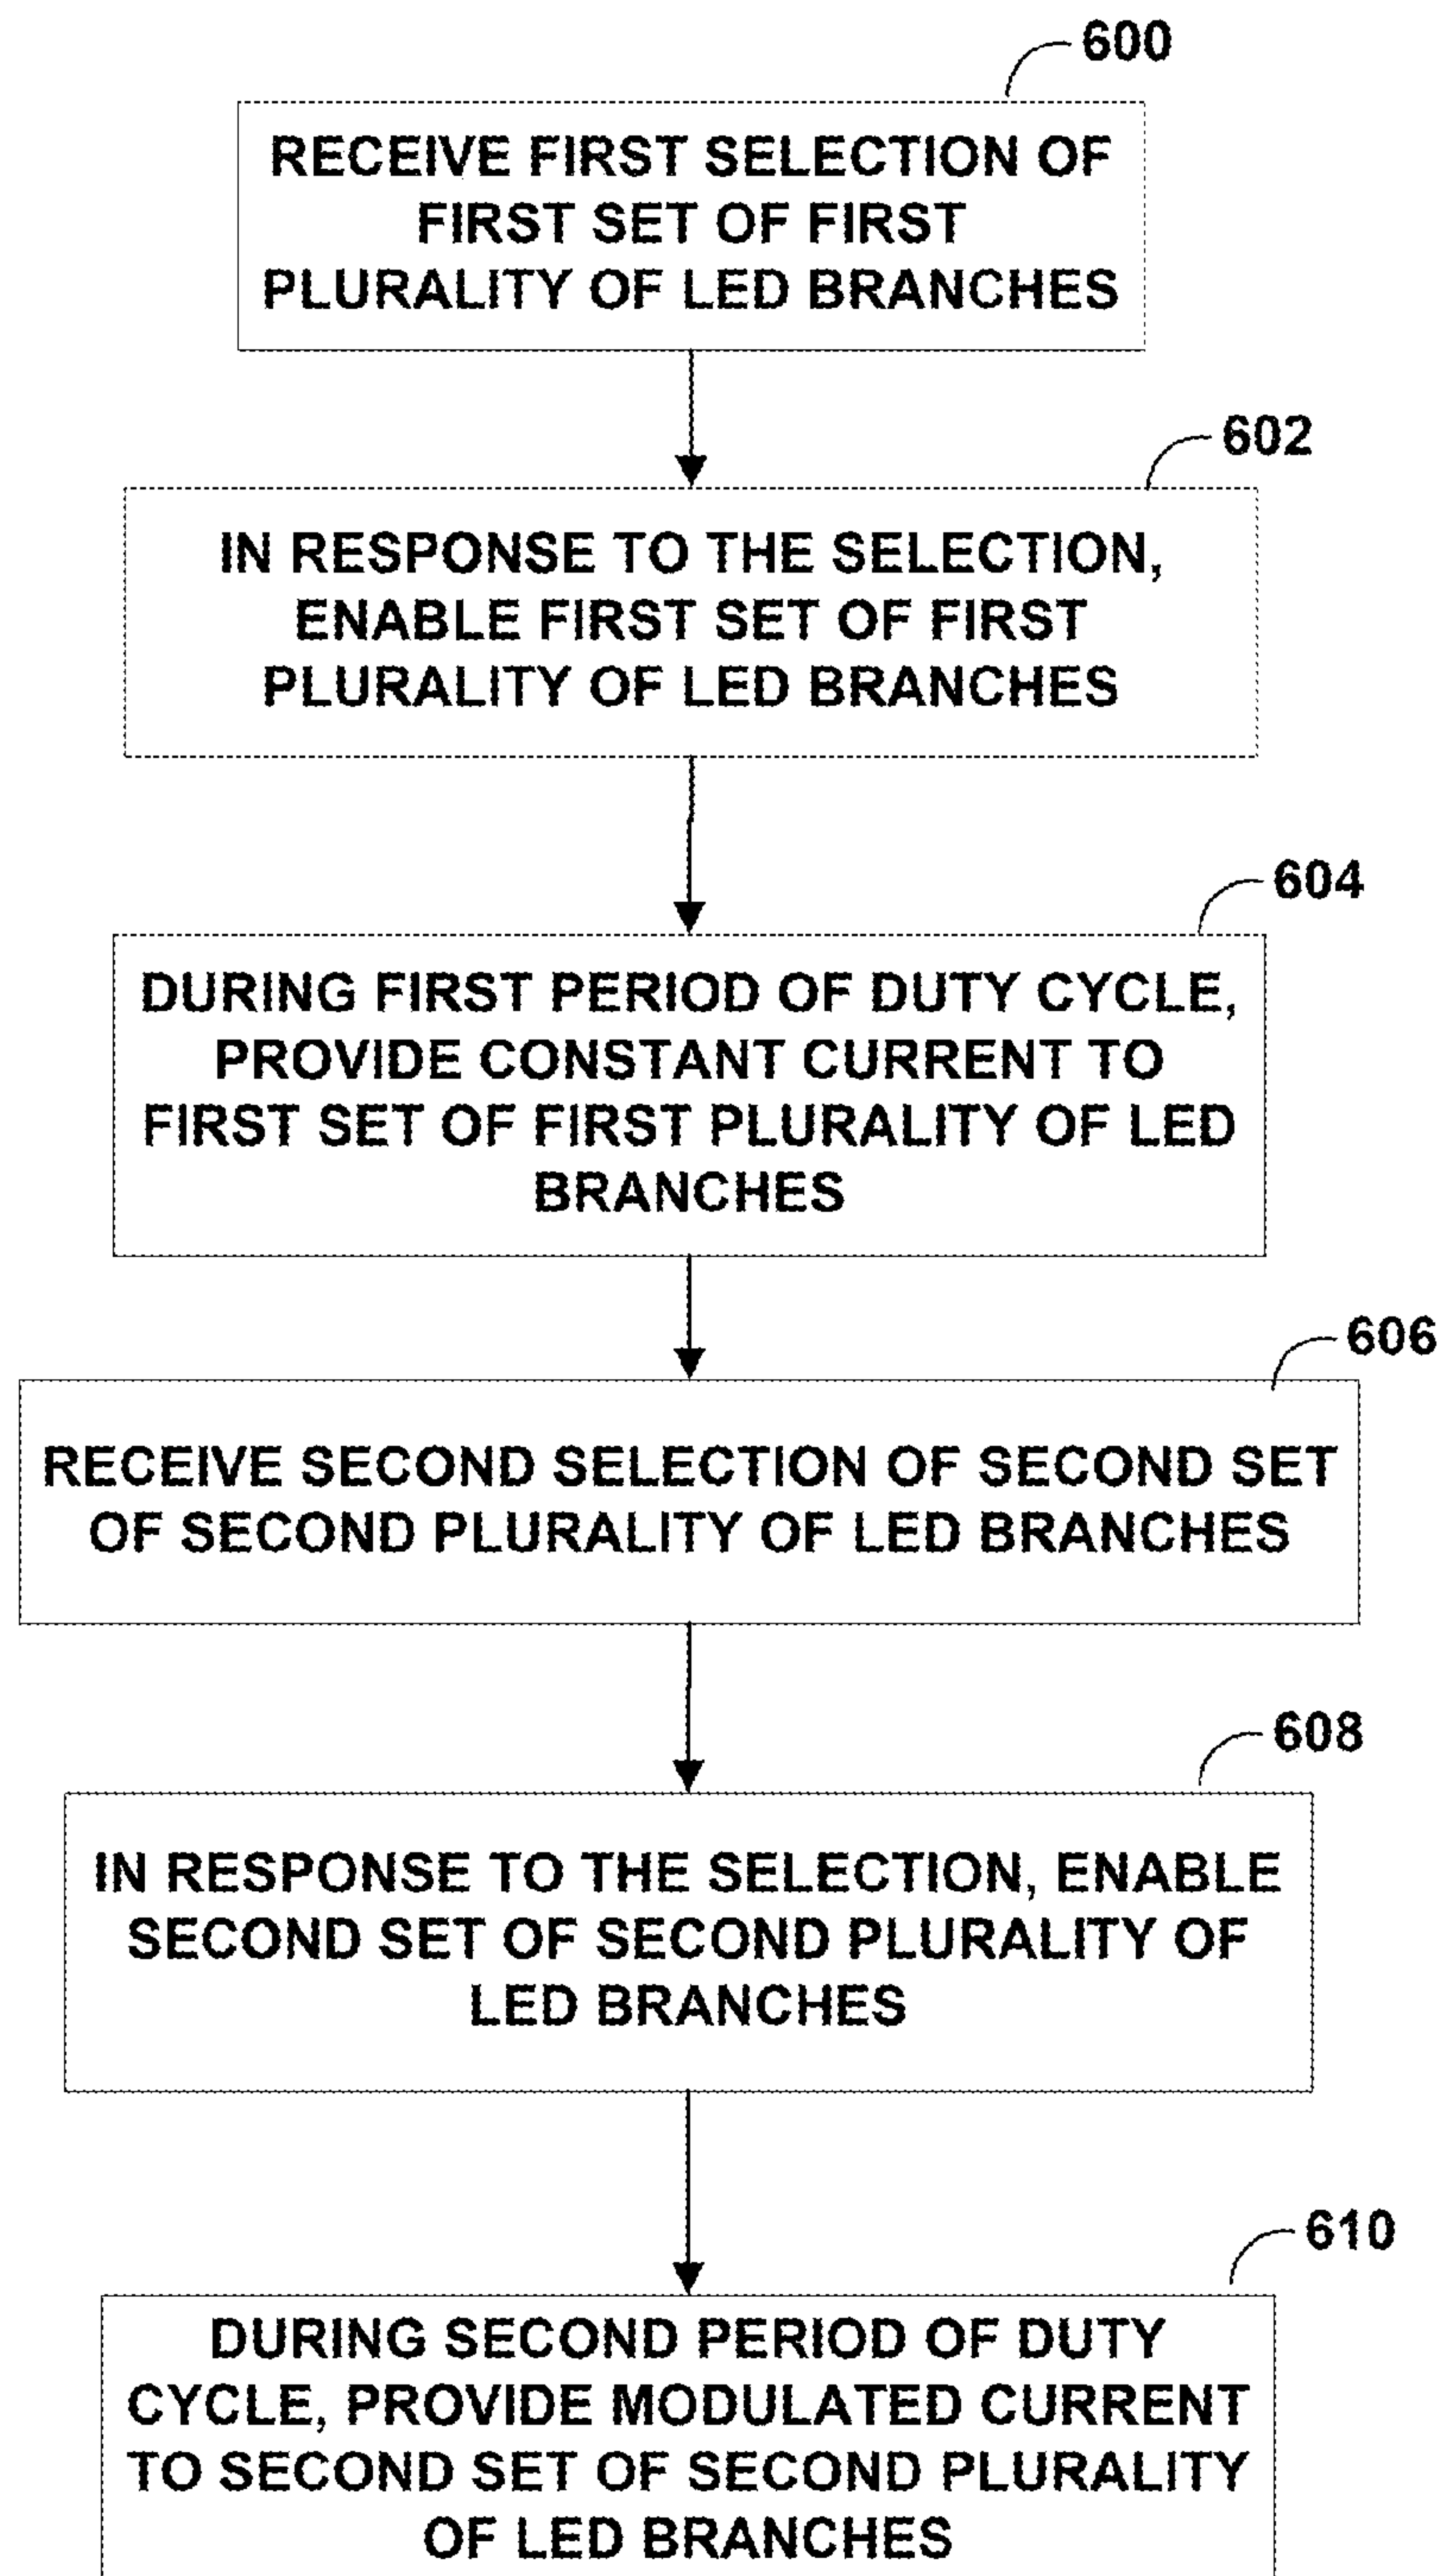 600
RECEIVE FIRST SELECTION OF
FIRST SET OF FIRST
PLURALITY OF LED BRANCHES
602
IN RESPONSE TO THE SELECTION,
ENABLE FIRST SET OF FIRST
PLURALITY OF LED BRANCHES
604
DURING FIRST PERIOD OF DUTY CYCLE,
PROVIDE CONSTANT CURRENT TO
FIRST SET OF FIRST PLURALITY OF LED
BRANCHES
606
RECEIVE SECOND SELECTION OF SECOND SET
OF SECOND PLURALITY OF LED BRANCHES
608
IN RESPONSE TO THE SELECTION, ENABLE
SECOND SET OF SECOND PLURALITY OF
LED BRANCHES
610
DURING SECOND PERIOD OF DUTY
CYCLE, PROVIDE MODULATED CURRENT
TO SECOND SET OF SECOND PLURALITY
OF LED BRANCHES